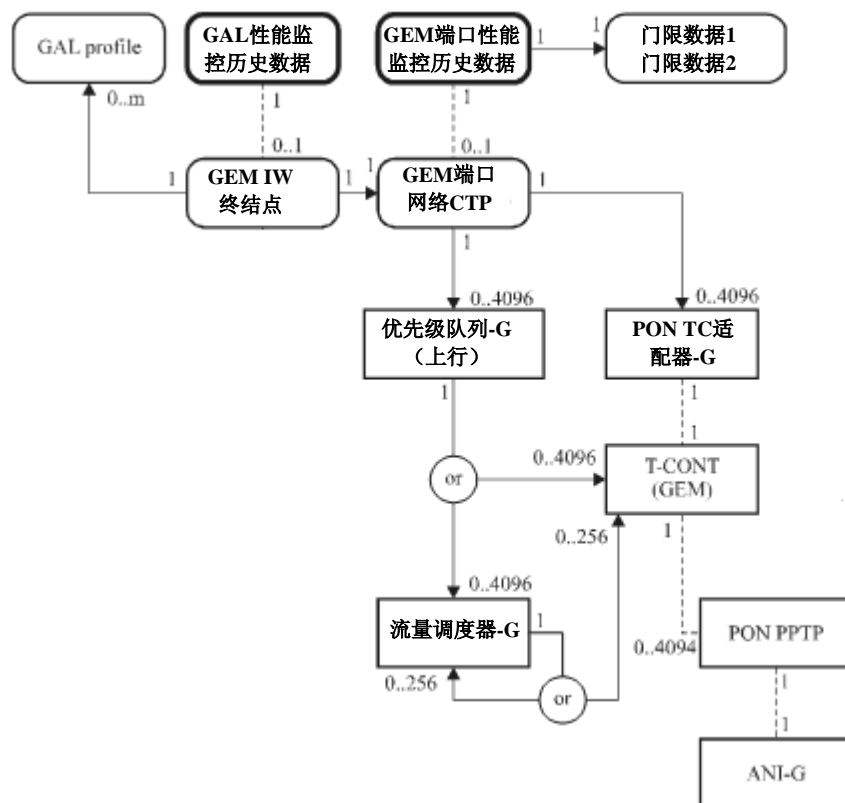 GAL profile
GAL性能监
控历史数据
GEM端口性能
监控历史数据
1
1
门限数据1
门限数据2
0..m
1
1
0..1
0..1
1
GEM IW
终结点
1
1
GEM端口
网络CTP
1
1
0..4096
0..4096
优先级队列-G
（上行）
PON TC适
配器-G
1
1
1
or
0..4096
T-CONT
(GEM)
0..256
1
0..4096
流量调度器-G
1
0..256
or
0..4094
PON PPTP
1
1
ANI-G